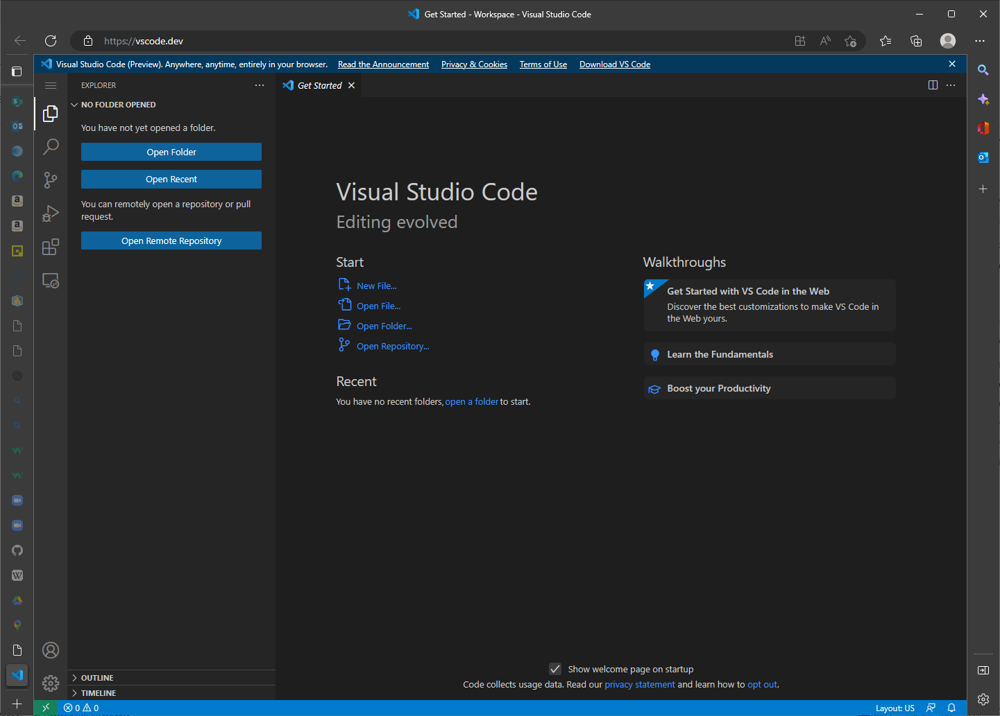 Get Started - Workspace - Visual Studio Code
https://vscode.dev
Visual Studio Code (Preview). Anywhere, anytime, entirely in your browser. Read the Announcement Privacy & Cookies Terms of Use Download VS Code
EXPLORER
Get Started
NO FOLDER OPENED
You have not yet opened a folder.
Open Folder
Open Recent
You can remotely open a repository or pull
request.
Open Remote Repository
Visual Studio Code
Editing evolved
Start
New File...
Open File...
Open Folder...
Open Repository...
Recent
You have no recent folders, open a folder to start.
Walkthroughs
Get Started with VS Code in the Web
Discover the best customizations to make VS Code in
the Web yours.
Learn the Fundamentals
Boost your Productivity
OUTLINE
TIMELINE
Show welcome page on startup
Code collects usage data. Read our privacy statement and learn how to opt out.
0 0
Layout: US